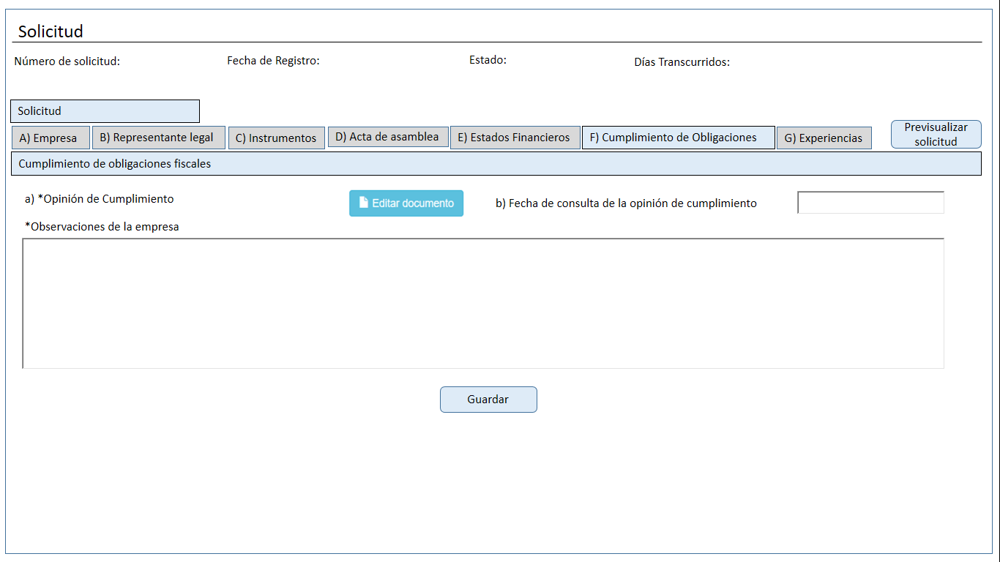 Solicitud
Número de solicitud:
Fecha de Registro:
Estado:
Días Transcurridos:
Solicitud
A) Empresa
B) Representante legal
C) Instrumentos
D) Acta de asamblea
E) Estados Financieros
F) Cumplimiento de Obligaciones
G) Experiencias
Previsualizar
solicitud
Cumplimiento de obligaciones fiscales
a) *Opinión de Cumplimiento
Editar documento
b) Fecha de consulta de la opinión de cumplimiento
*Observaciones de la empresa
Guardar